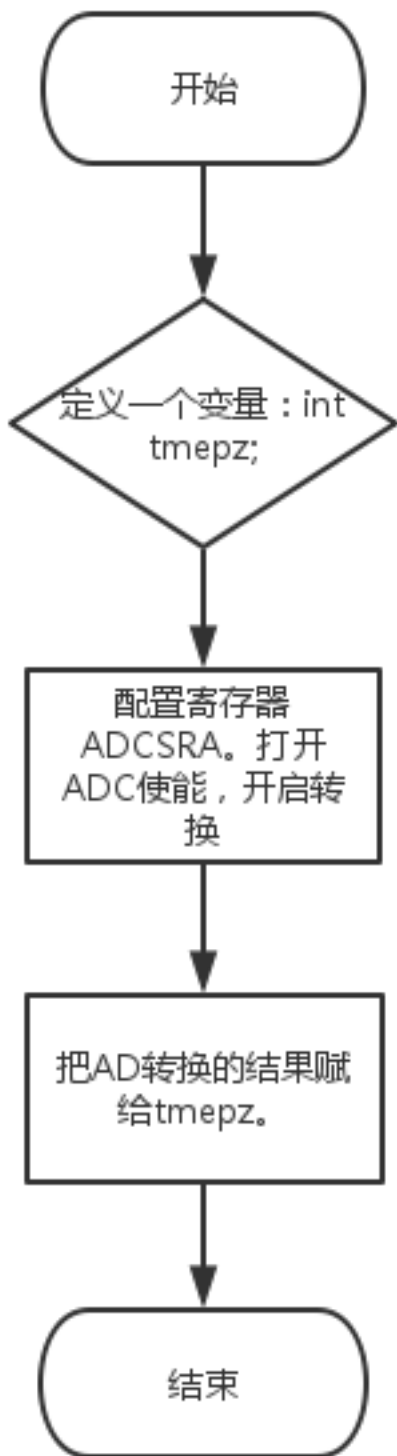 开始
定义一个变量：int
tmepz;
配置寄存器
ADCSRA。打开
ADC使能，开启转
换
把AD转换的结果赋
给tmepz。
结束